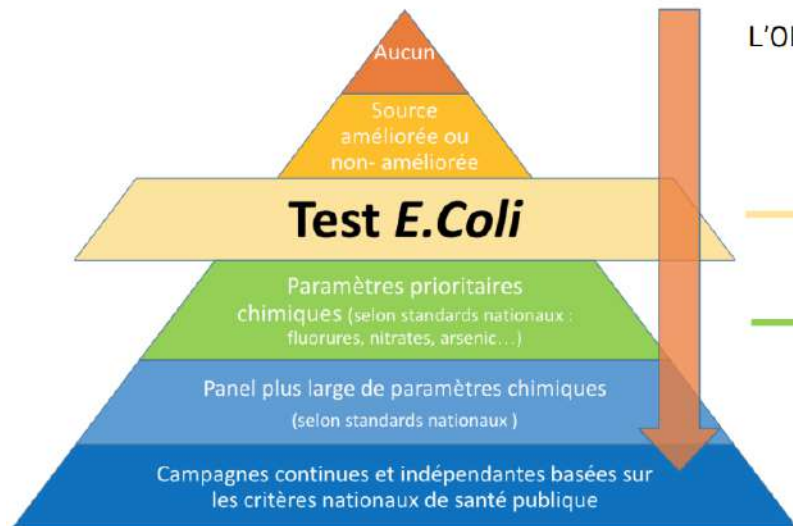 Aucun
L'O
Source
améliorée ou
non- améliorée
Test E.Coli
Paramètres prioritaires
chimiques (selon standards nationaux :
fluorures, nitrates, arsenic...)
Panel plus large de paramètres chimiques
(selon standards nationaux )
Campagnes continues et indépendantes basées sur
les critères nationaux de santé publique